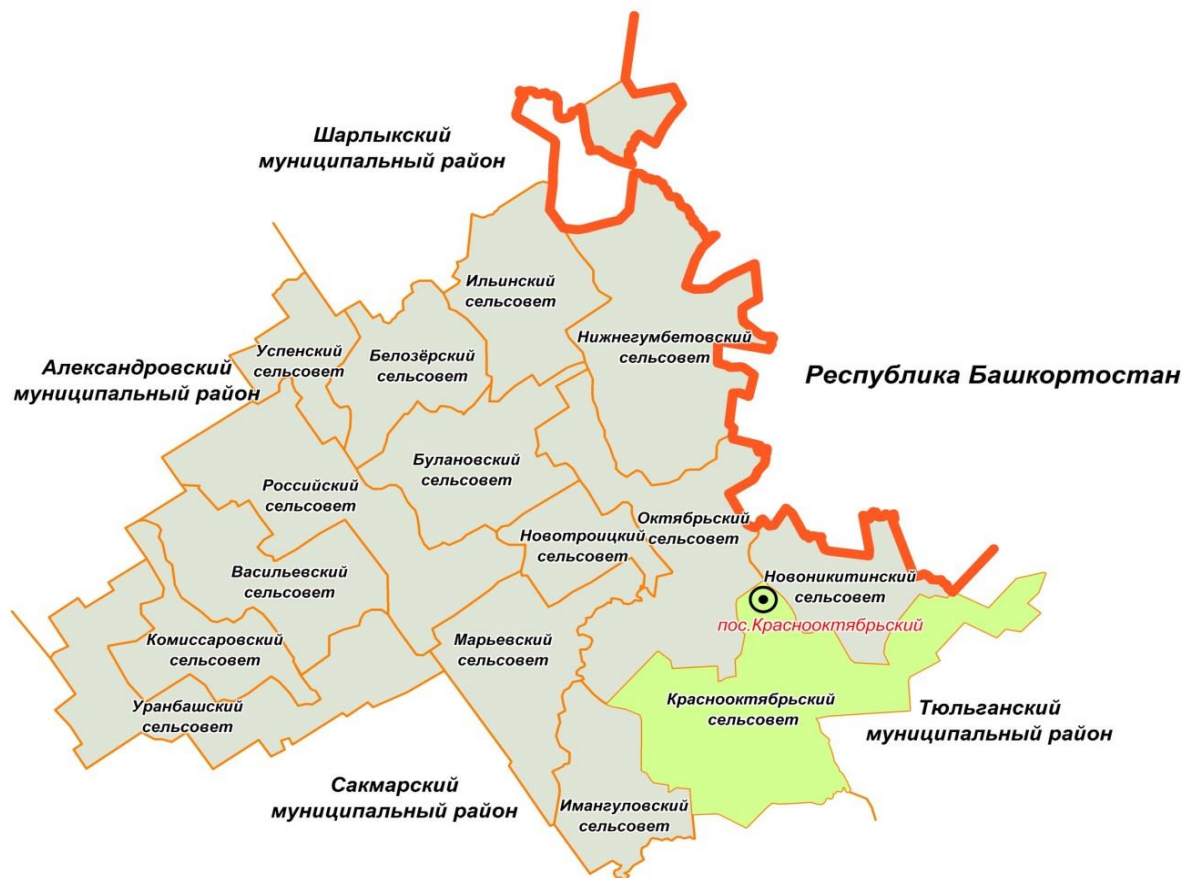 Шарлыкский
муниципальный район
Ильинский
сельсовет
Нижнегумбетовский
сельсовет
Успенский
сельсовет
Белозёрский
сельсовет
Александровский
муниципальный район
Республика Башкортостан
Булановский
сельсовет
Российский
сельсовет
Октябрьский
сельсовет
Новотроицкий
сельсовет
Васильевский
сельсовет
Новоникитинский
сельсовет
пос.Краснооктябрьский
Комиссаровский
сельсовет
Марьевский
сельсовет
Уранбашский
сельсовет
Краснооктябрьский
сельсовет
Тюльганский
муниципальный район
Сакмарский
муниципальный район
Имангуловский
сельсовет